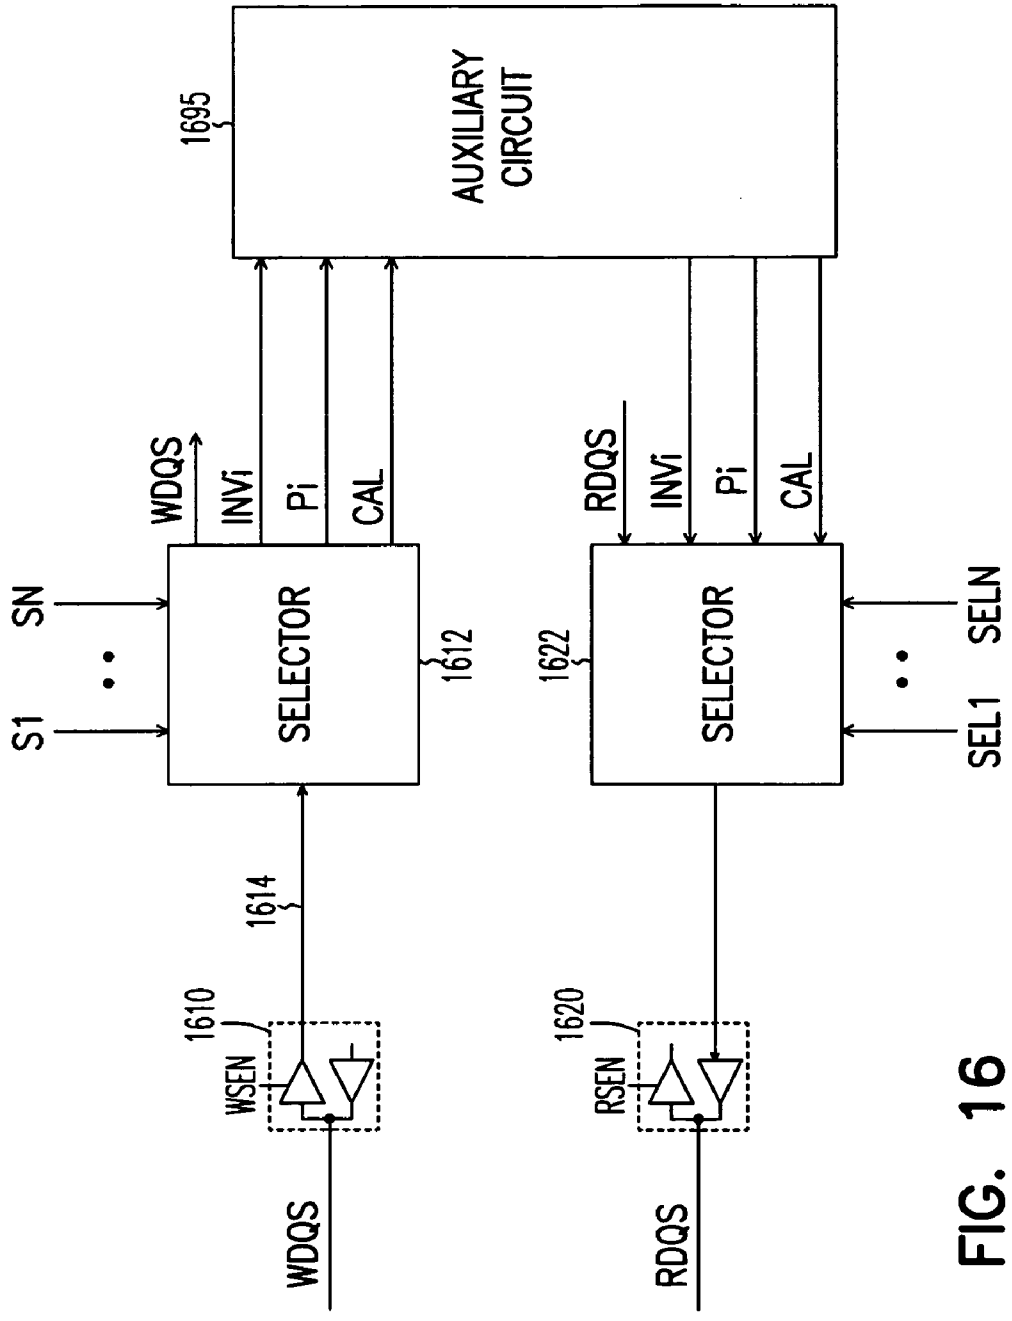 S1
SN
WDQS
WSEN
1610
1614
SELECTOR
1612
WDQS
INVi
Pi
CAL
1695
AUXILIARY
CIRCUIT
RDQS
RSEN
1620
SELECTOR
1622
RDQS
INVi
Pi
CAL
SEL1
SELN
FIG. 16